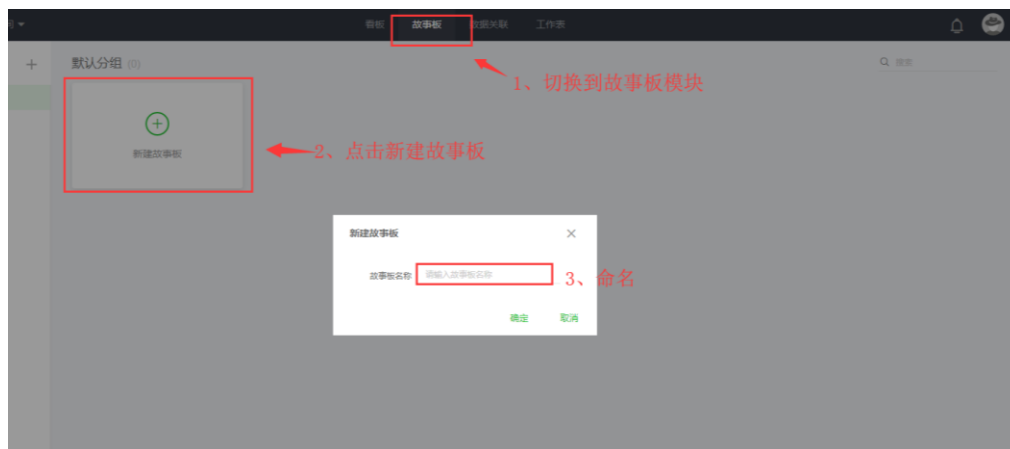 看板 故事板 数据关联 工作表
默认分组 (0)
搜索
1、切换到故事板模块
新建故事板
2、点击新建故事板
新建故事板
故事板名称 请输入故事板名称
3、命名
确定 取消